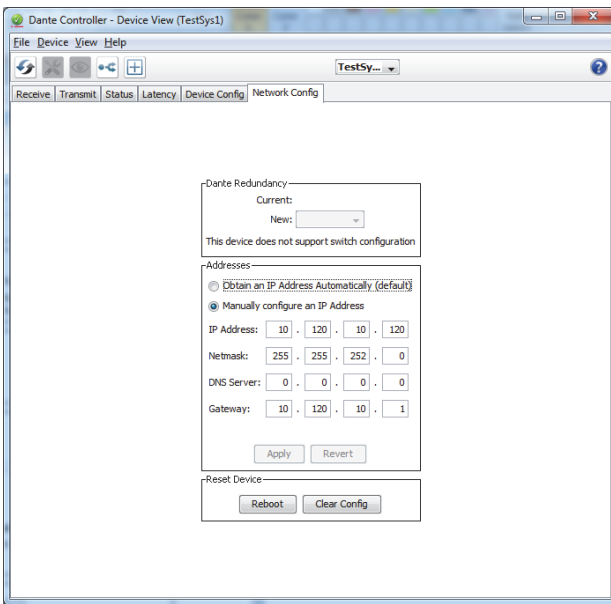 Dante Controller - Device View (TestSys1)
File Device View Help
TestSy...
?
Receive Transmit Status Latency Device Config Network Config
Dante Redundancy
Current:
New:
This device does not support switch configuration
Addresses
Obtain an IP Address Automatically (default)
Manually configure an IP Address
IP Address: 10 . 120 . 10 . 120
Netmask: 255 . 255 . 252 . 0
DNS Server: 0 . 0 . 0 . 0
Gateway: 10 . 120 . 10 . 1
Apply Revert
Reset Device
Reboot Clear Config